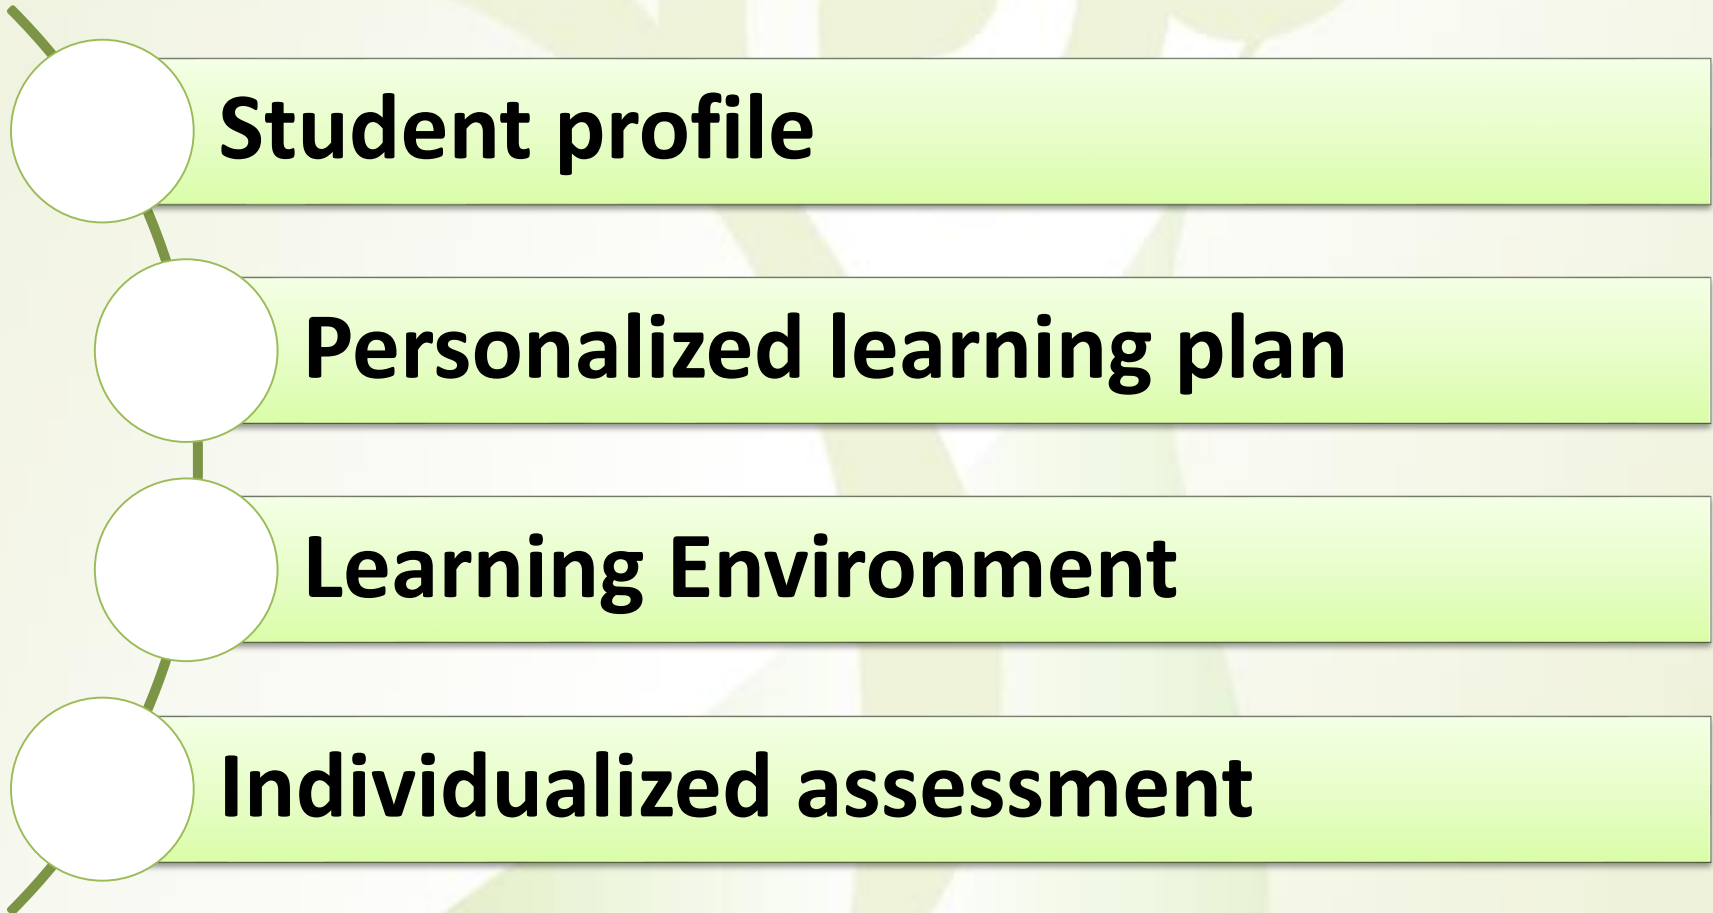 Student profile
Personalized learning plan
Learning Environment
Individualized assessment